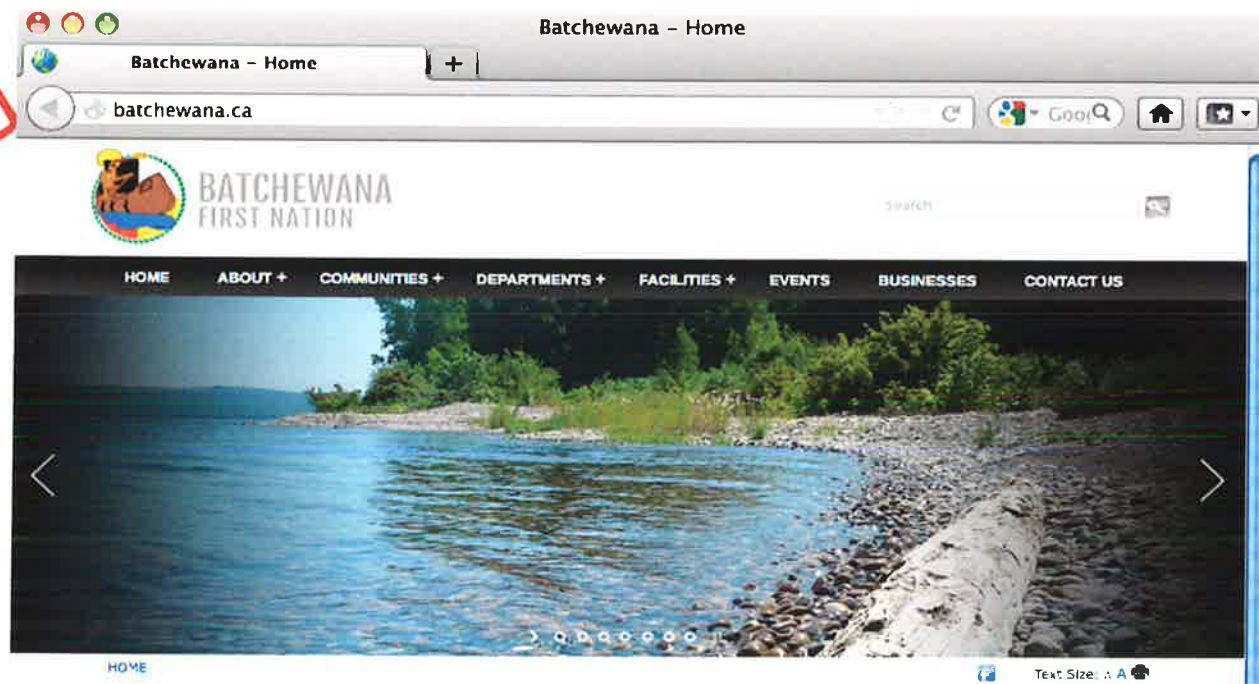 Batchewana – Home
Batchewana – Home
+
batchewana.ca
BATCHEWANA
FIRST NATION
Search
HOME ABOUT + COMMUNITIES + DEPARTMENTS + FACILITIES + EVENTS BUSINESSES CONTACT US
HOME
Text Size: A A